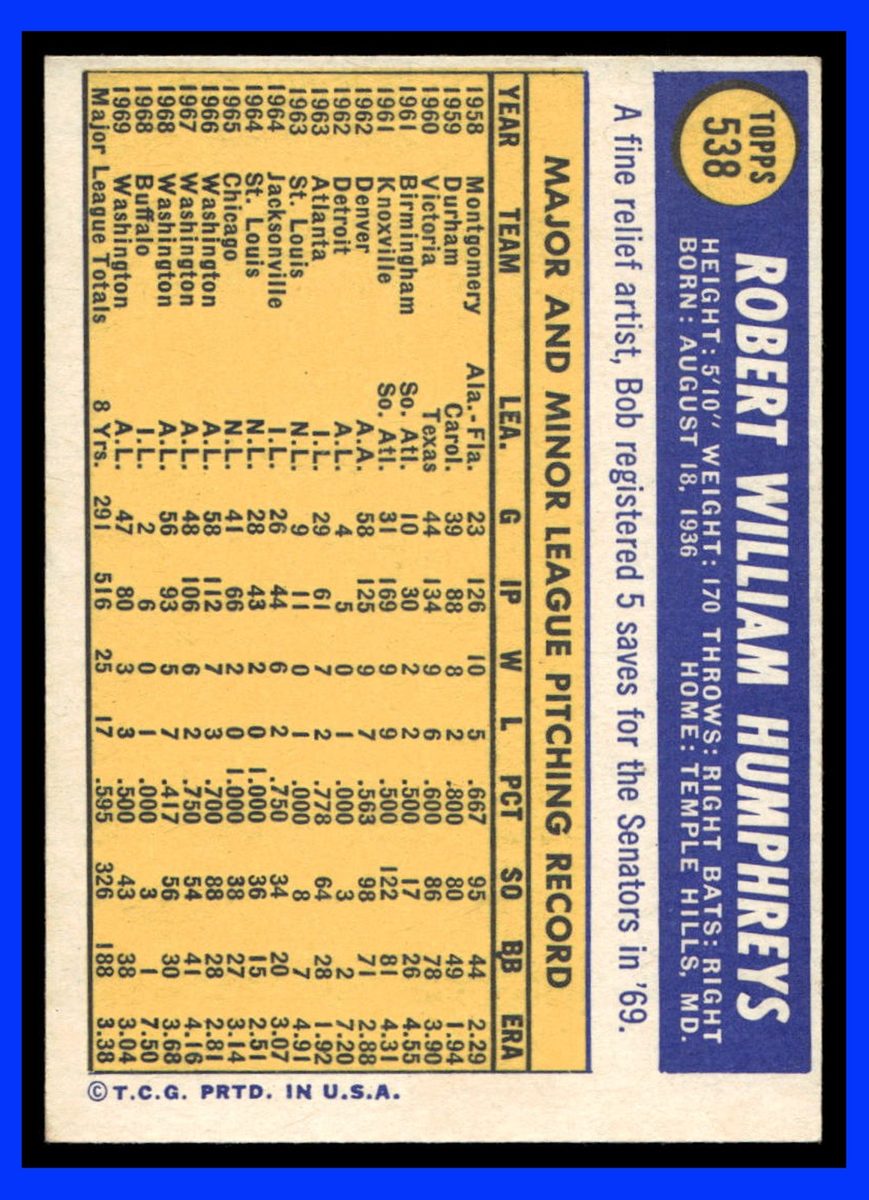 TOPPS
538
ROBERT WILLIAM HUMPHREYS
HEIGHT: 5'10" WEIGHT: 170 THROWS: RIGHT BATS: RIGHT
BORN: AUGUST 18, 1936 HOME: TEMPLE HILLS, MD.
A fine relief artist, Bob registered 5 saves for the Senators in '69.
MAJOR AND MINOR LEAGUE PITCHING RECORD
YEAR TEAM LEA. G IP W L PCT SO BB ERA
1958 Montgomery Ala.-Fla. 23 126 10 5 .667 95 44 2.29
1959 Durham Carol. 39 88 8 2 .800 80 49 1.94
1960 Victoria Texas 44 134 9 6 .600 86 78 3.90
1961 Birmingham So. Atl. 10 30 2 2 .500 17 26 4.55
1961 Knoxville So. Atl. 31 169 9 9 .500 122 81 4.31
1962 Denver A.A. 58 125 9 7 .563 98 71 2.88
1962 Detroit A.L. 4 5 0 1 .000 3 2 7.20
1963 Atlanta I.L. 29 61 7 2 .778 64 28 1.92
1963 St. Louis N.L. 9 11 0 1 .000 8 7 4.91
1964 Jacksonville I.L. 26 44 6 2 .750 34 20 3.07
1964 St. Louis N.L. 28 43 2 0 1.000 36 15 2.51
1965 Chicago N.L. 41 66 2 0 1.000 38 27 3.14
1966 Washington A.L. 58 112 7 3 .700 88 28 2.81
1967 Washington A.L. 48 106 6 2 .750 54 41 4.16
1968 Washington A.L. 56 93 5 7 .417 56 30 3.68
1968 Buffalo I.L. 2 6 0 1 .000 3 1 7.50
1969 Washington A.L. 47 80 3 3 .500 43 38 3.04
Major League Totals 8 Yrs. 291 516 25 17 .595 326 188 3.38
© T.C.G. PRTD. IN U.S.A.